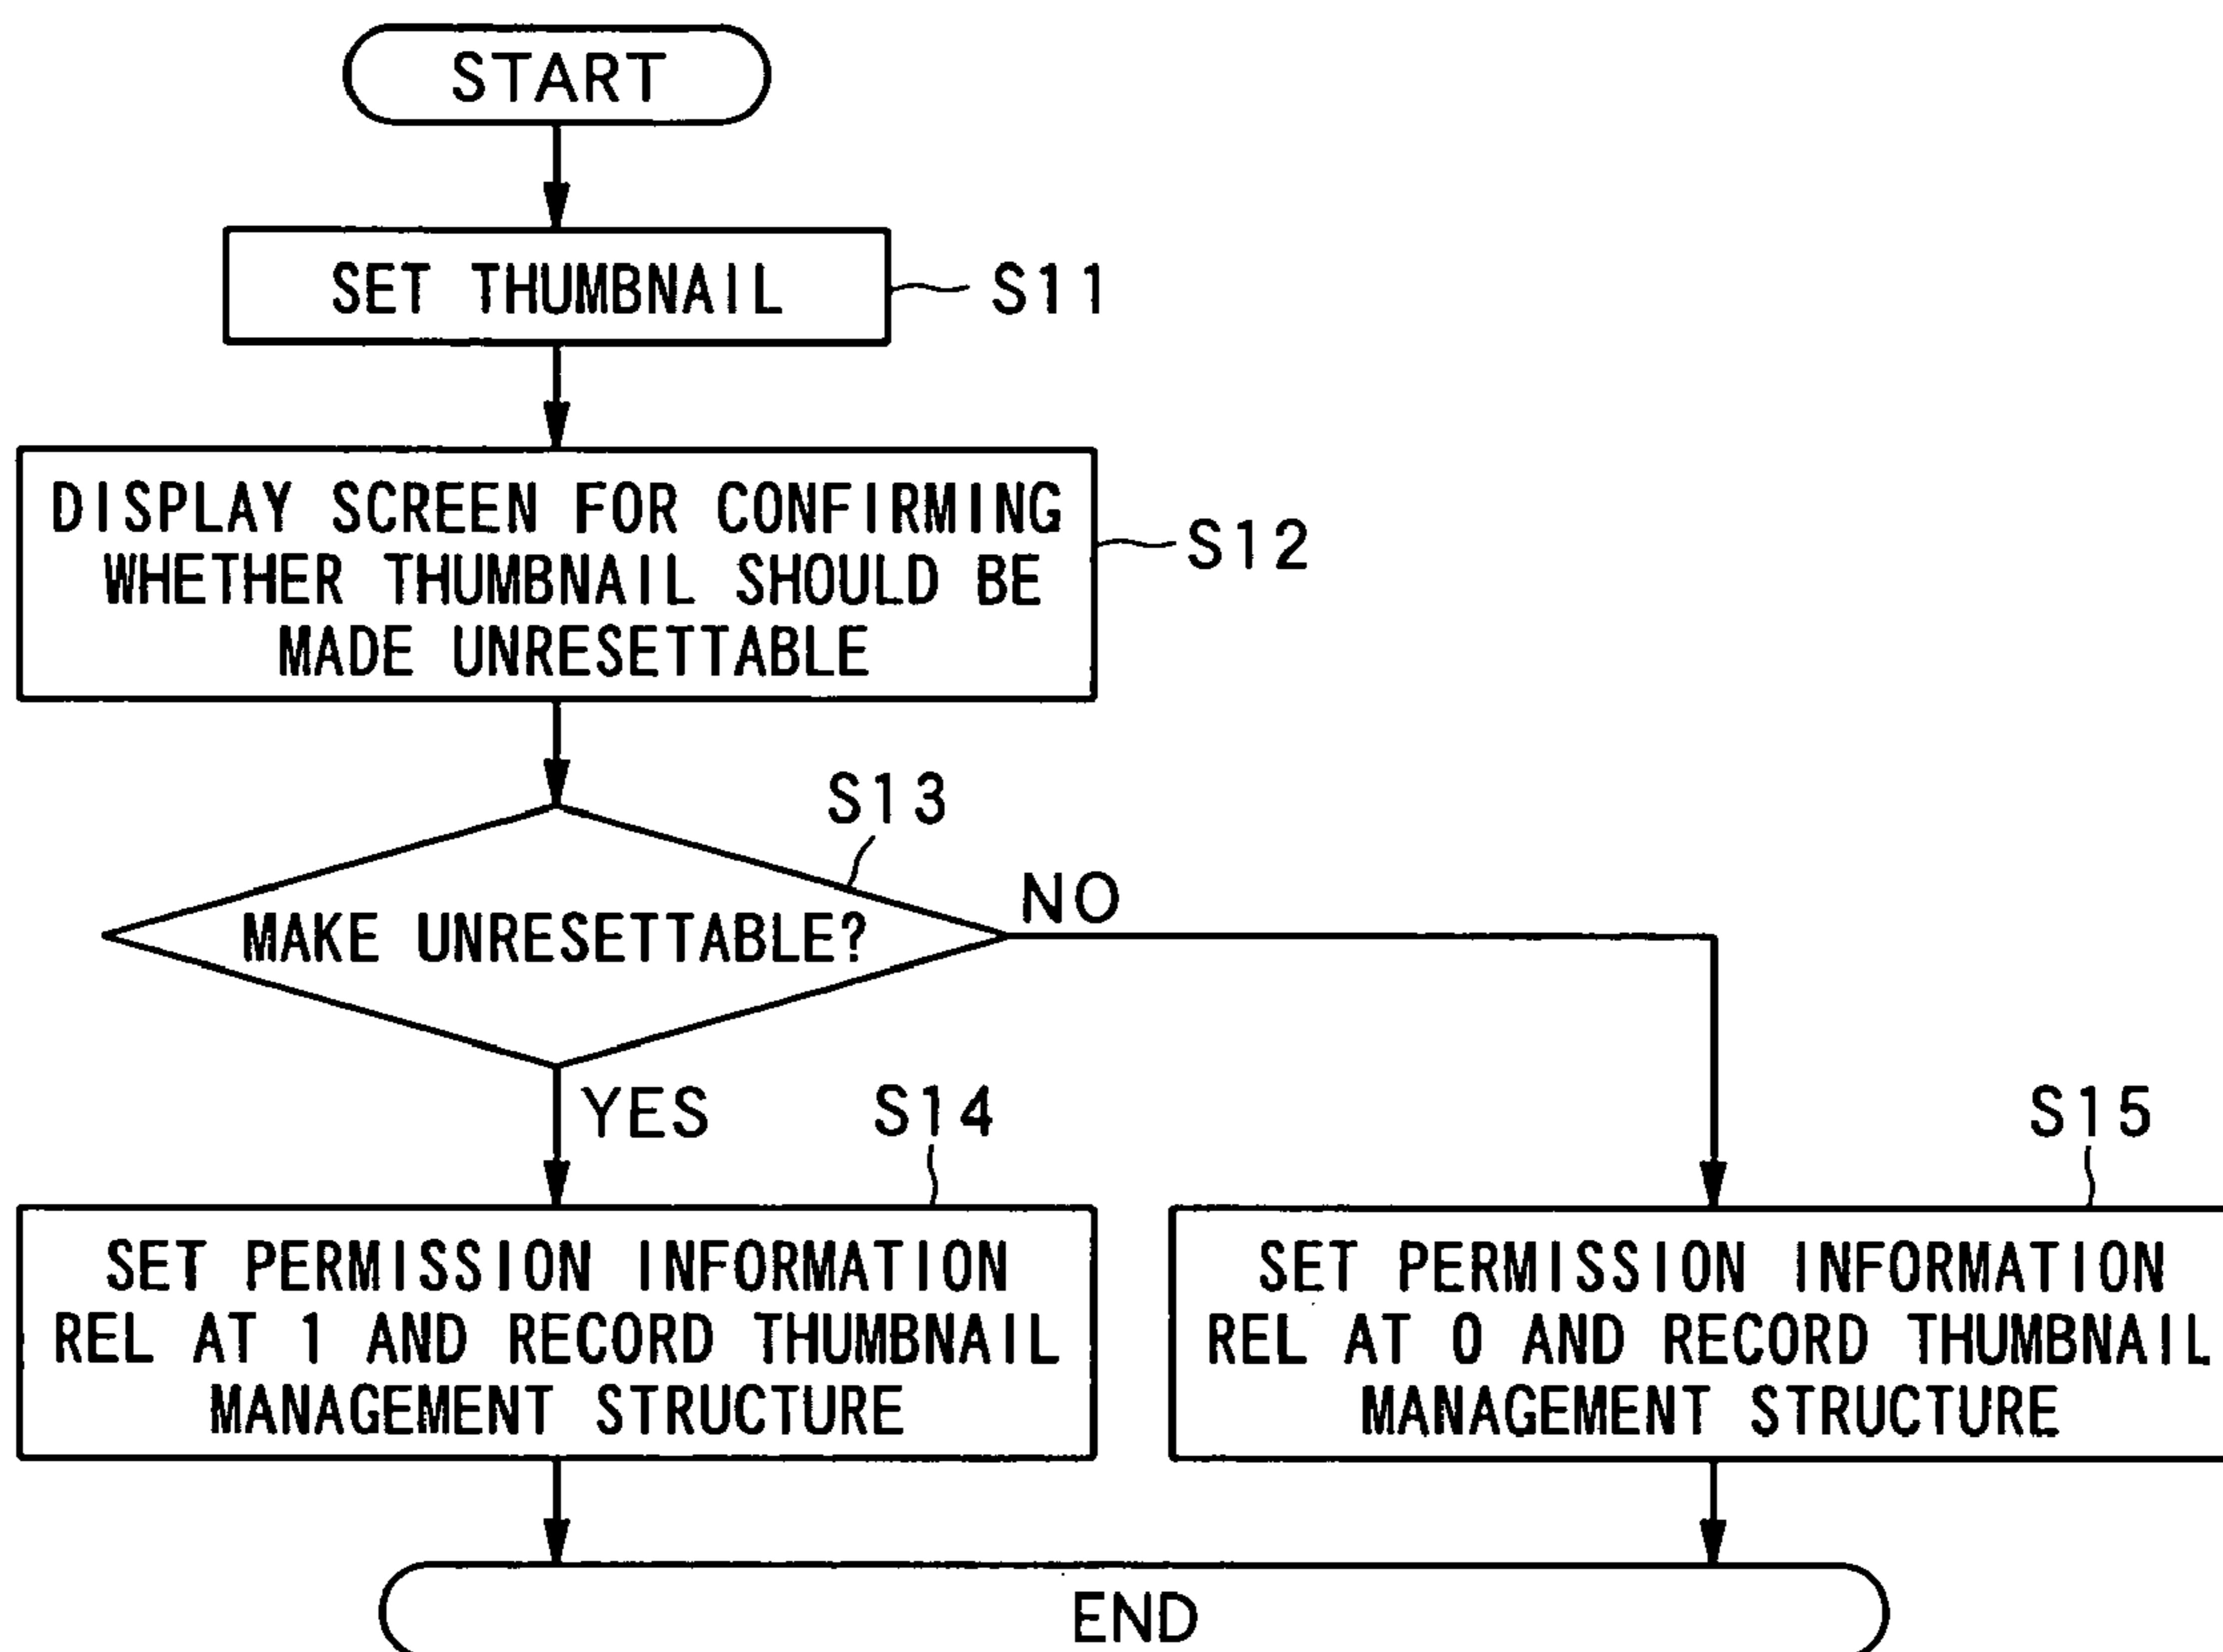 START
SET THUMBNAIL
S11
DISPLAY SCREEN FOR CONFIRMING
WHETHER THUMBNAIL SHOULD BE
MADE UNRESETTABLE
S12
S13
MAKE UNRESETTABLE?
NO
YES
S14
SET PERMISSION INFORMATION
REL AT 1 AND RECORD THUMBNAIL
MANAGEMENT STRUCTURE
S15
SET PERMISSION INFORMATION
REL AT 0 AND RECORD THUMBNAIL
MANAGEMENT STRUCTURE
END